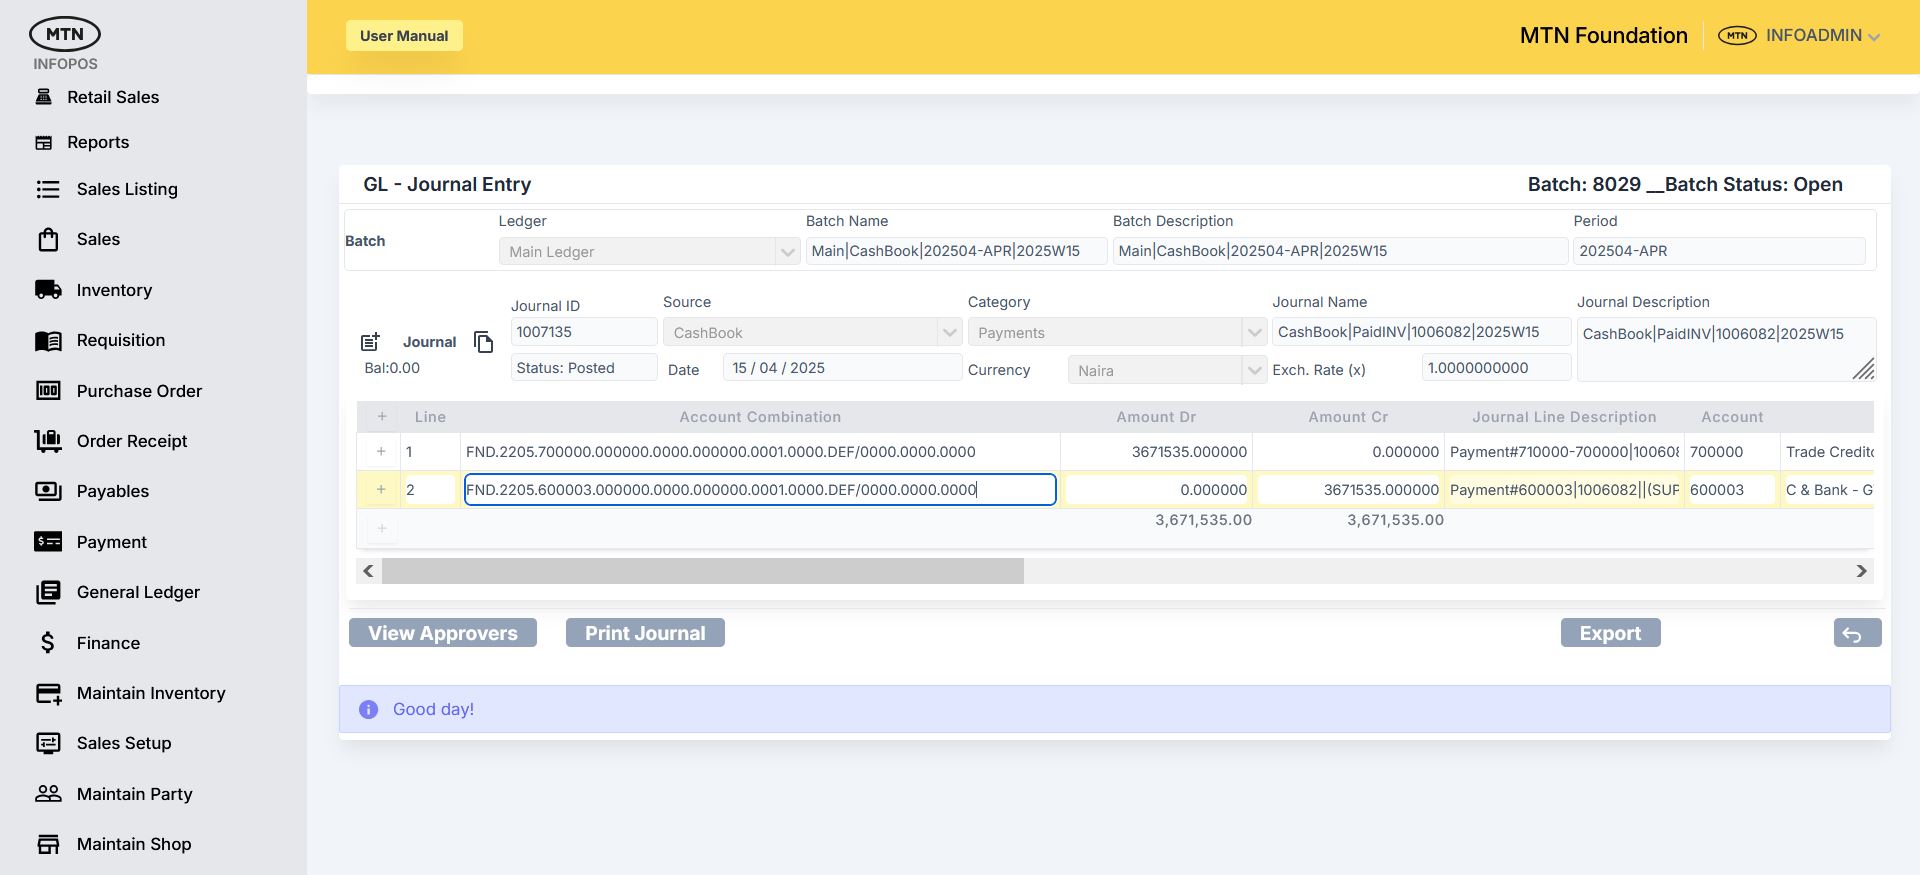 MTN
INFOPOS
Retail Sales
Reports
Sales Listing
Sales
Inventory
Requisition
Purchase Order
Order Receipt
Payables
Payment
General Ledger
Finance
Maintain Inventory
Sales Setup
Maintain Party
Maintain Shop
User Manual
MTN Foundation
MTN INFOADMIN
GL - Journal Entry
Batch: 8029 __Batch Status: Open
Batch
Ledger Batch Name Batch Description Period
Main Ledger Main|CashBook|202504-APR|2025W15 Main|CashBook|202504-APR|2025W15 202504-APR
Journal
Bal:0.00
Journal ID Source Category Journal Name Journal Description
1007135 CashBook Payments CashBook|PaidINV|1006082|2025W15 CashBook|PaidINV|1006082|2025W15
Status: Posted Date 15 / 04 / 2025 Currency Naira Exch. Rate (x) 1.0000000000
+ Line Account Combination Amount Dr Amount Cr Journal Line Description Account
+ 1 FND.2205.700000.000000.0000.000000.0001.0000.DEF/0000.0000.0000 3671535.000000 0.000000 Payment#710000-700000|10060 700000 Trade Credit
+ 2 FND.2205.600003.000000.0000.000000.0001.0000.DEF/0000.0000.0000 0.000000 3671535.000000 Payment#600003|1006082||(SUP 600003 C & Bank - G
+ 3,671,535.00 3,671,535.00
View Approvers Print Journal Export
Good day!